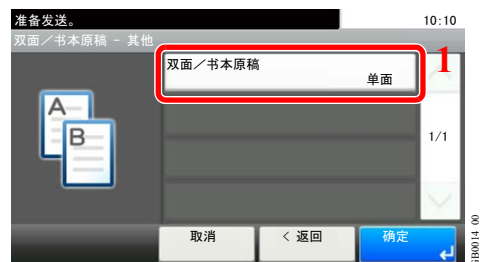 准备发送。
10:10
双面／书本原稿 - 其他
双面／书本原稿
单面
1
A
B
1/1
取消
< 返回
确定
GB0014_00